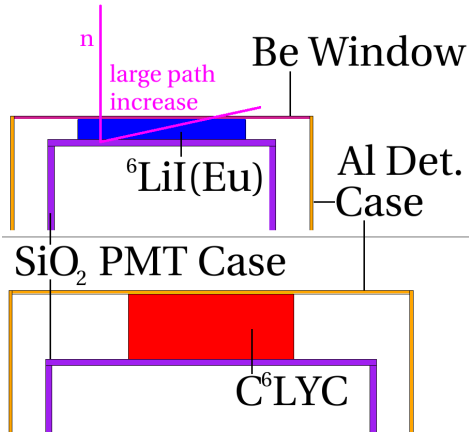 n
large path
increase
Be Window
⁶LiI(Eu)
Al Det.
Case
SiO₂ PMT Case
C⁶LYC